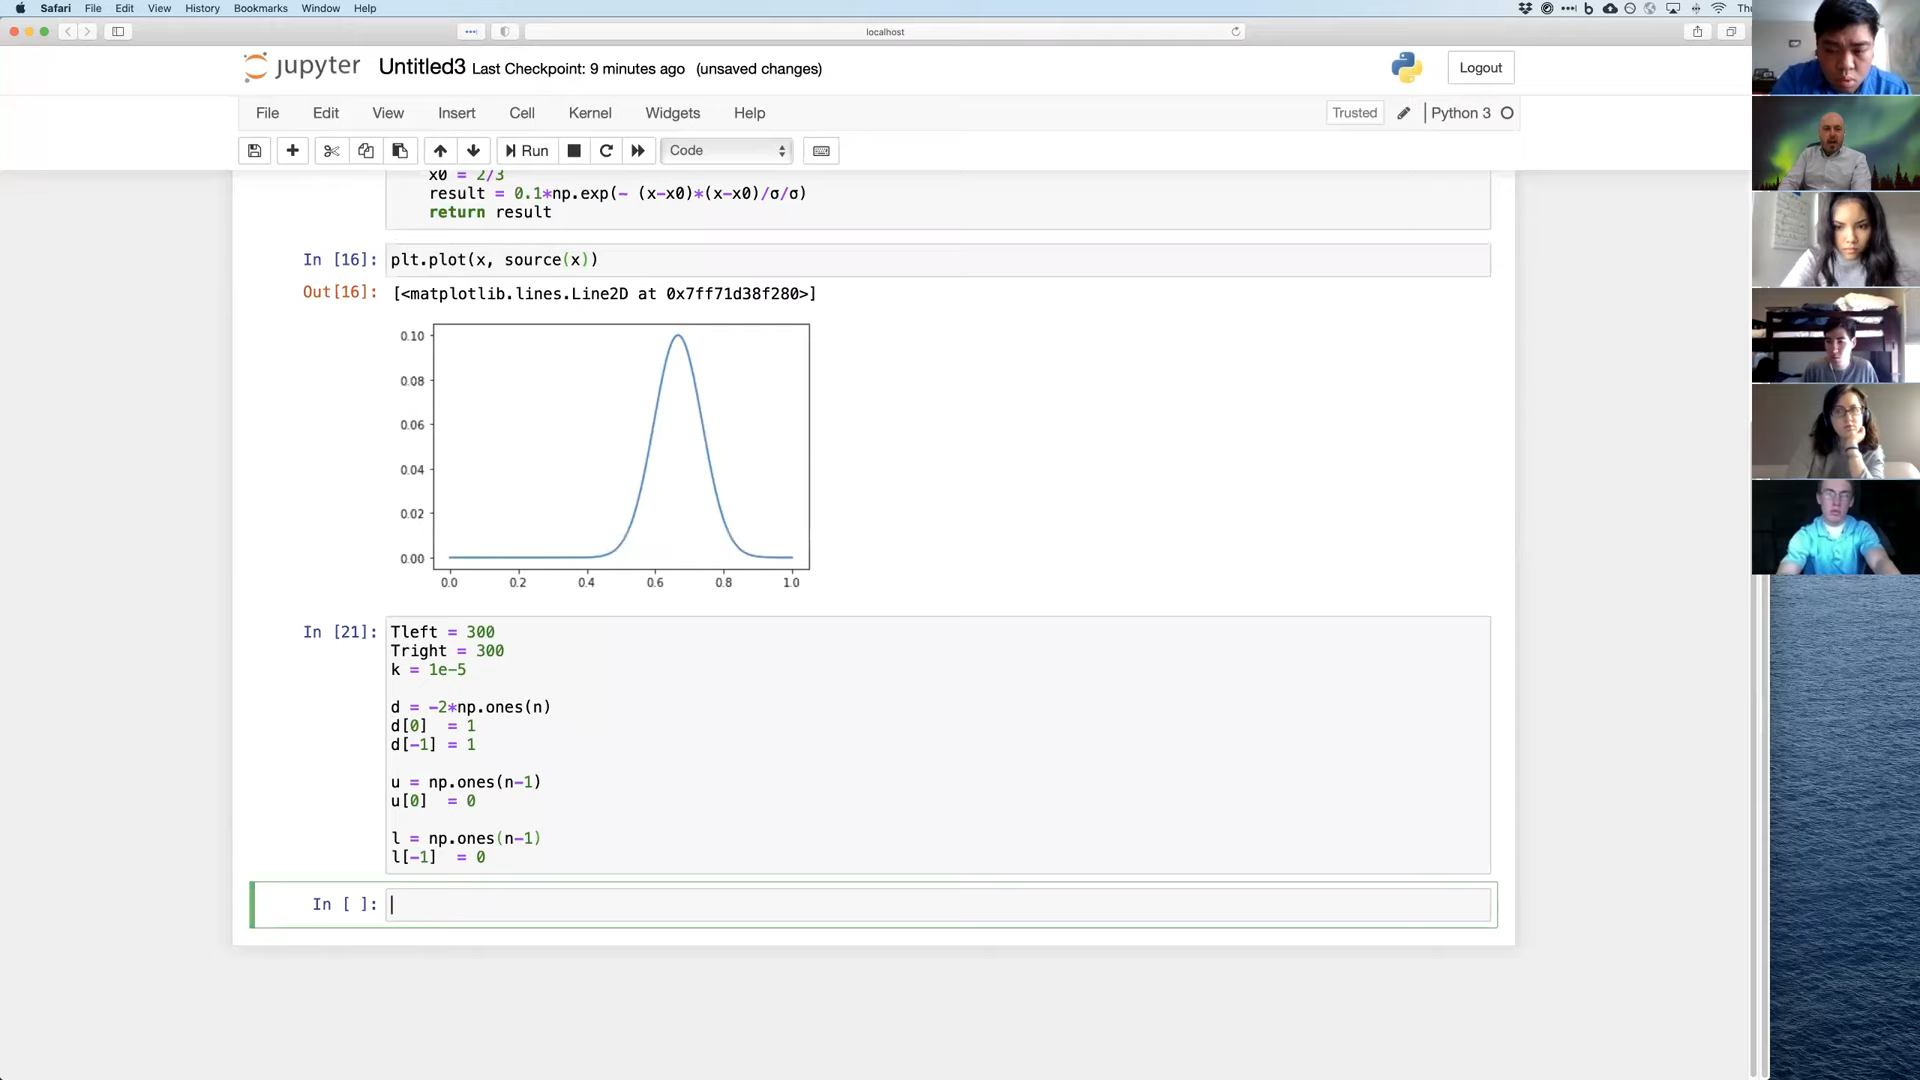 Safari File Edit View History Bookmarks Window Help
localhost
jupyter Untitled3 Last Checkpoint: 9 minutes ago (unsaved changes)
Logout
File Edit View Insert Cell Kernel Widgets Help
Trusted
Python 3
Run
Code
x0 = 2/3
result = 0.1*np.exp(- (x-x0)*(x-x0)/σ/σ)
return result
In [16]: plt.plot(x, source(x))
Out[16]: [<matplotlib.lines.Line2D at 0x7ff71d38f280>]
0.10
0.08
0.06
0.04
0.02
0.00
0.0 0.2 0.4 0.6 0.8 1.0
In [21]: Tleft = 300
Tright = 300
k = 1e-5
d = -2*np.ones(n)
d[0]  = 1
d[-1] = 1
u = np.ones(n-1)
u[0]  = 0
l = np.ones(n-1)
l[-1]  = 0
In [ ]: